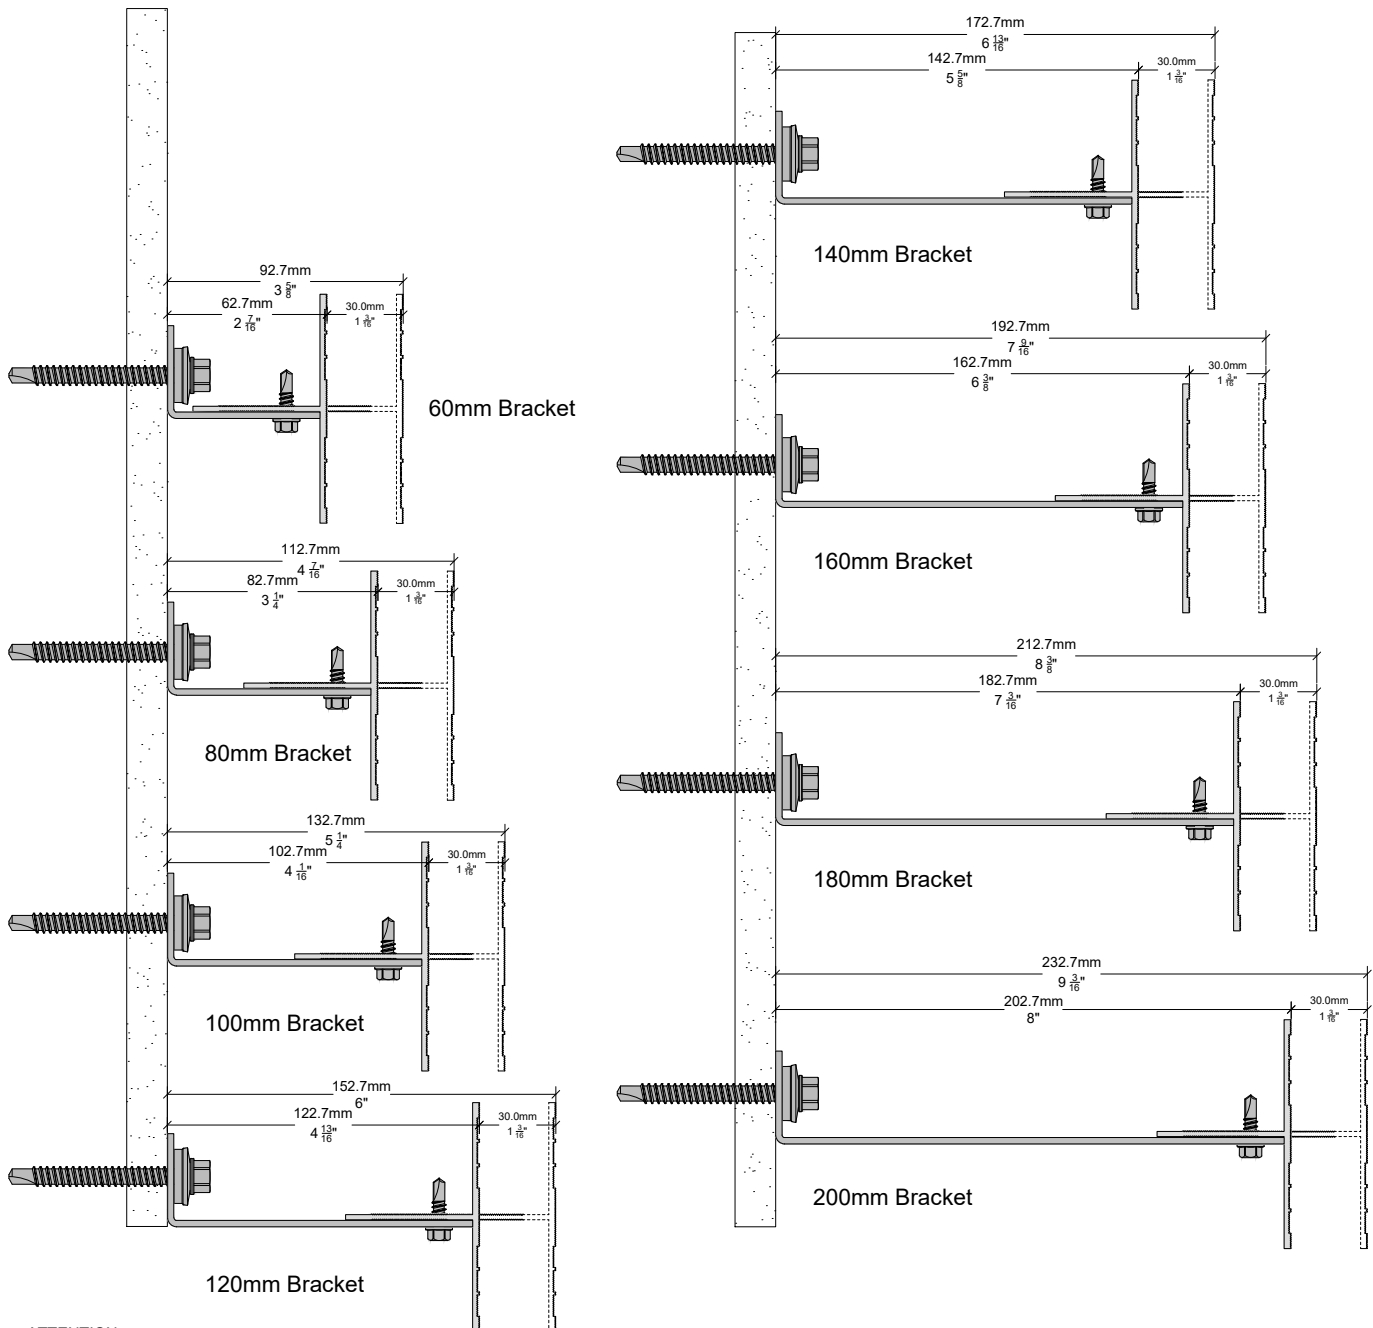 92.7mm
3 5/8"
62.7mm
2 7/16"
30.0mm
1 3/16"
60mm Bracket
112.7mm
4 7/16"
82.7mm
3 1/4"
30.0mm
1 3/16"
80mm Bracket
132.7mm
5 1/4"
102.7mm
4 1/16"
30.0mm
1 3/16"
100mm Bracket
152.7mm
6"
122.7mm
4 13/16"
30.0mm
1 3/16"
120mm Bracket
172.7mm
6 13/16"
142.7mm
5 5/8"
30.0mm
1 3/16"
140mm Bracket
192.7mm
7 9/16"
162.7mm
6 3/8"
30.0mm
1 3/16"
160mm Bracket
212.7mm
8 3/8"
182.7mm
7 3/16"
30.0mm
1 3/16"
180mm Bracket
232.7mm
9 3/16"
202.7mm
8"
30.0mm
1 3/16"
200mm Bracket